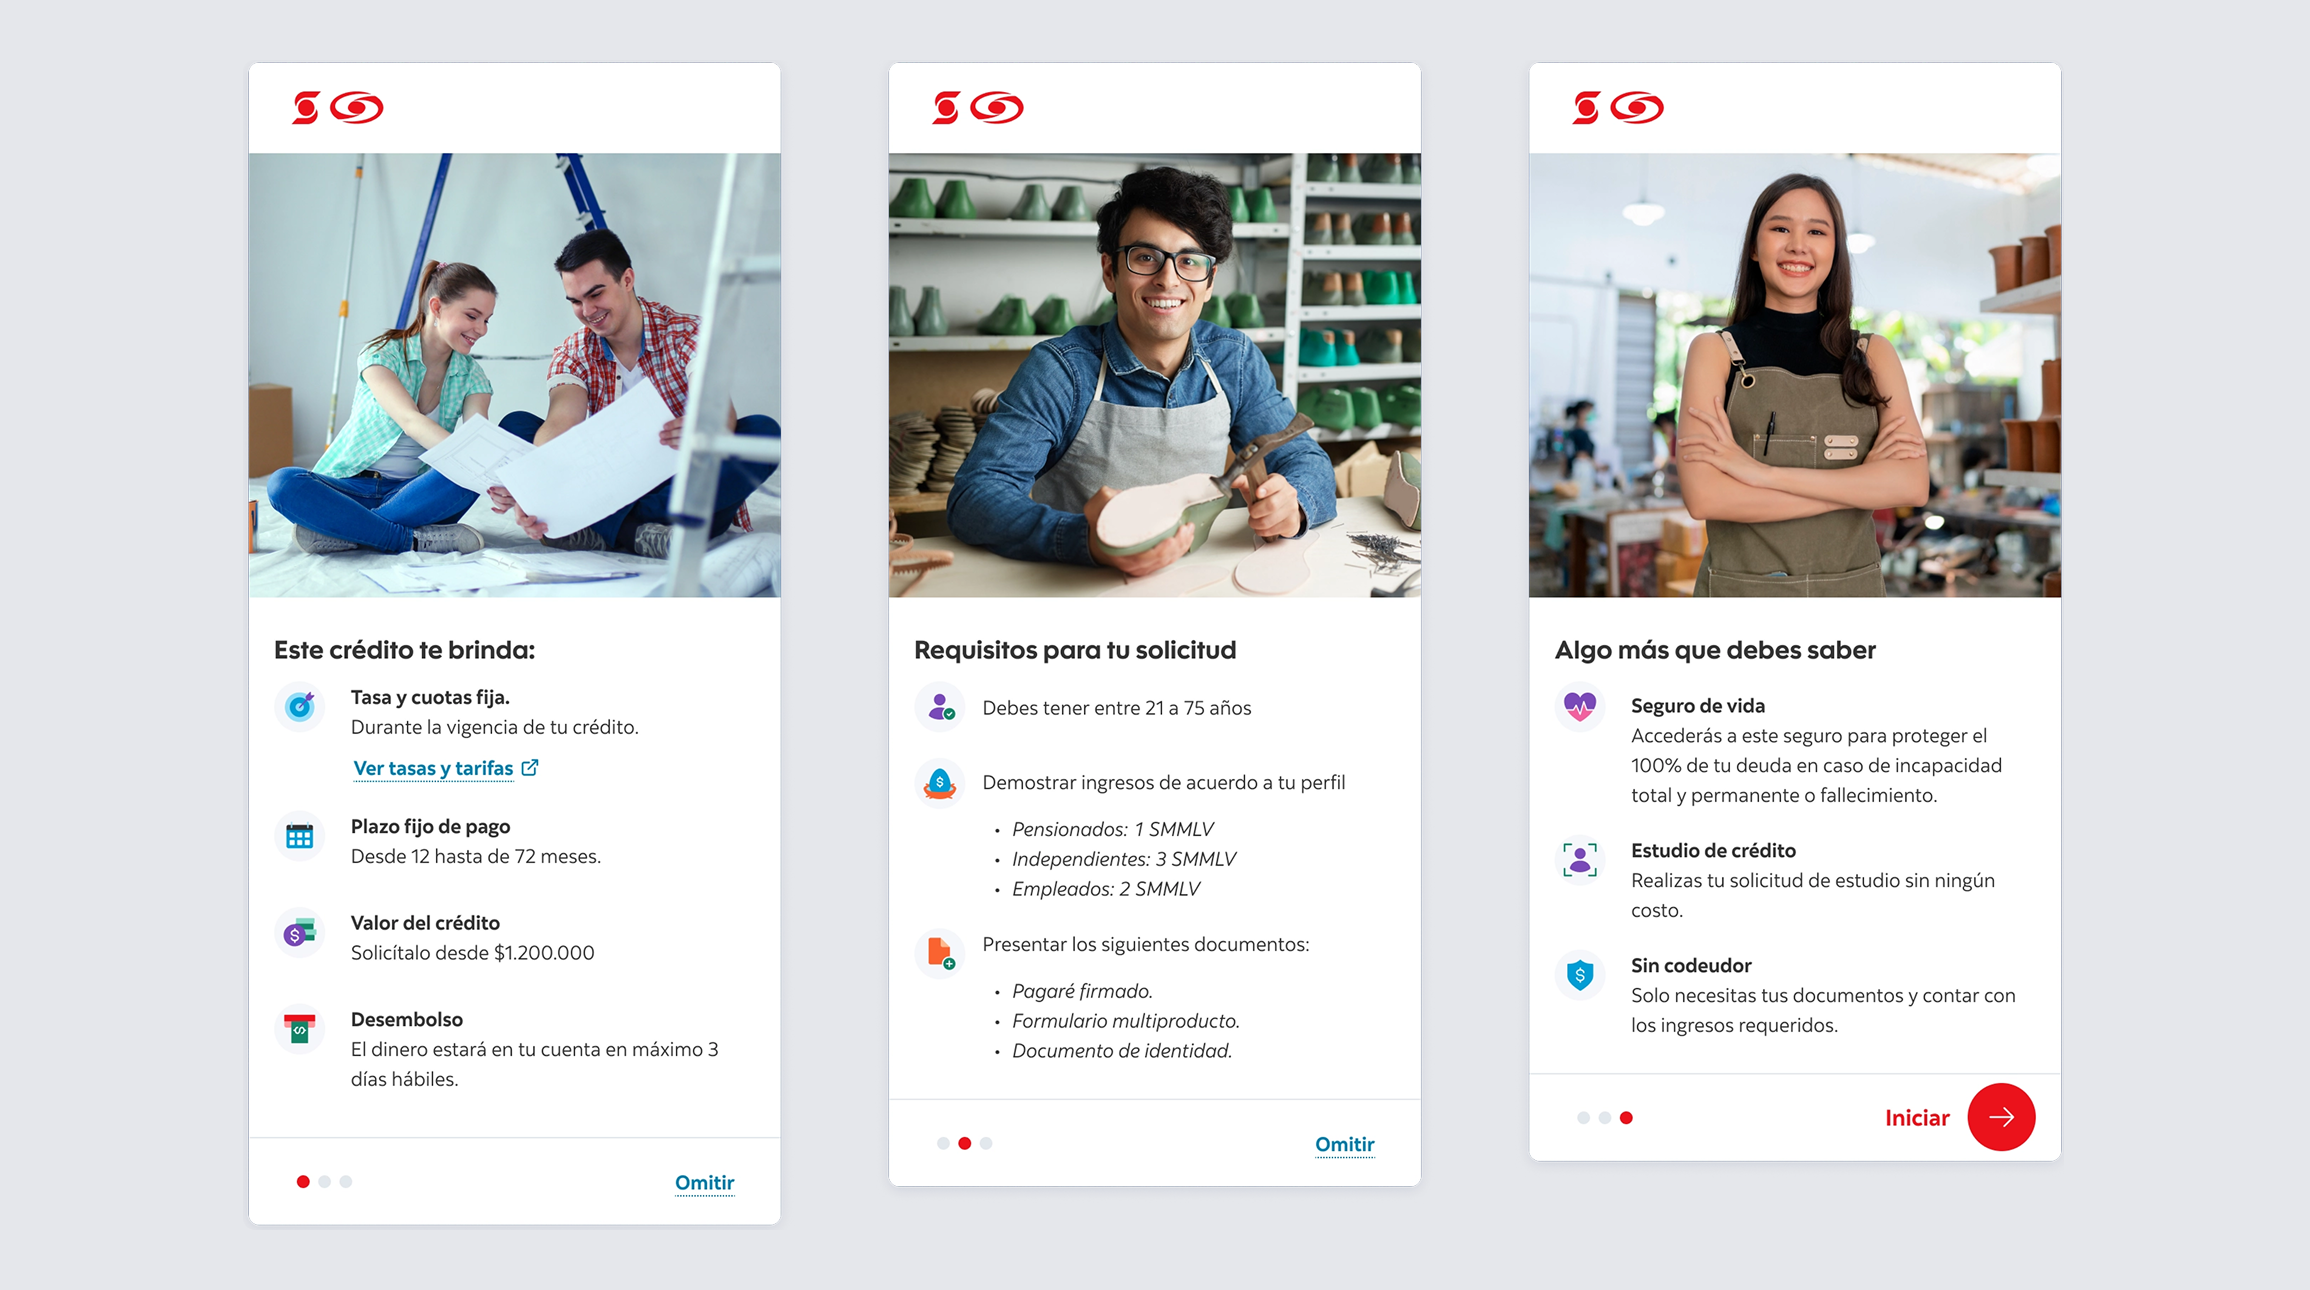 Este crédito te brinda:
Tasa y cuotas fija.
Durante la vigencia de tu crédito.
Ver tasas y tarifas
Plazo fijo de pago
Desde 12 hasta de 72 meses.
Valor del crédito
Solicítalo desde $1.200.000
Desembolso
El dinero estará en tu cuenta en máximo 3
días hábiles.
Omitir
Requisitos para tu solicitud
Debes tener entre 21 a 75 años
Demostrar ingresos de acuerdo a tu perfil
• Pensionados: 1 SMMLV
• Independientes: 3 SMMLV
• Empleados: 2 SMMLV
Presentar los siguientes documentos:
• Pagaré firmado.
• Formulario multiproducto.
• Documento de identidad.
Omitir
Algo más que debes saber
Seguro de vida
Accederás a este seguro para proteger el
100% de tu deuda en caso de incapacidad
total y permanente o fallecimiento.
Estudio de crédito
Realizas tu solicitud de estudio sin ningún
costo.
Sin codeudor
Solo necesitas tus documentos y contar con
los ingresos requeridos.
Iniciar